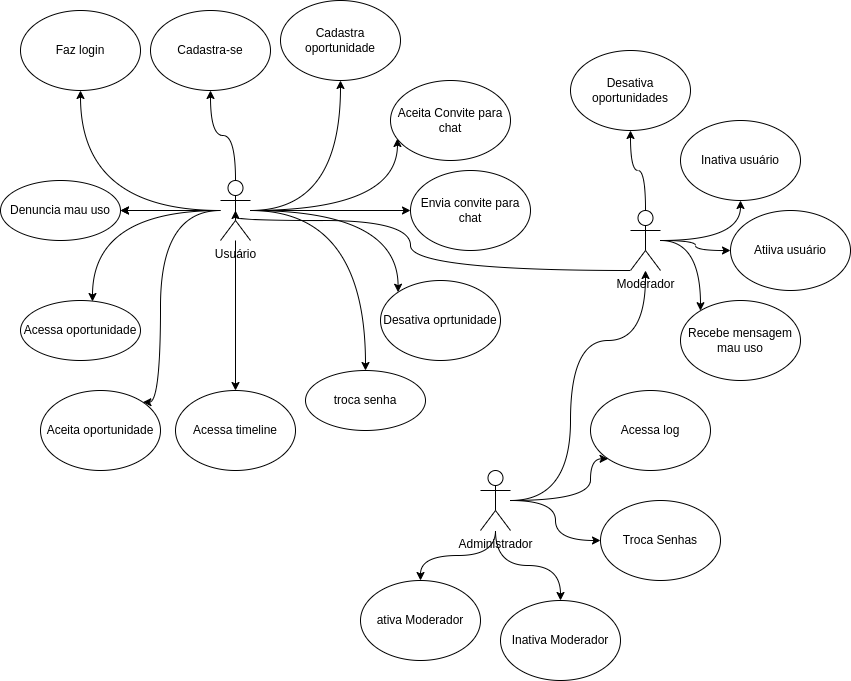 Faz login
Cadastra-se
Cadastra
oportunidade
Desativa
oportunidades
Aceita Convite para
chat
Inativa usuário
Denuncia mau uso
Envia convite para
chat
Usuário
Atiiva usuário
Moderador
Acessa oportunidade
Desativa oprtunidade
Recebe mensagem
mau uso
troca senha
Aceita oportunidade
Acessa timeline
Acessa log
Administrador
Troca Senhas
ativa Moderador
Inativa Moderador